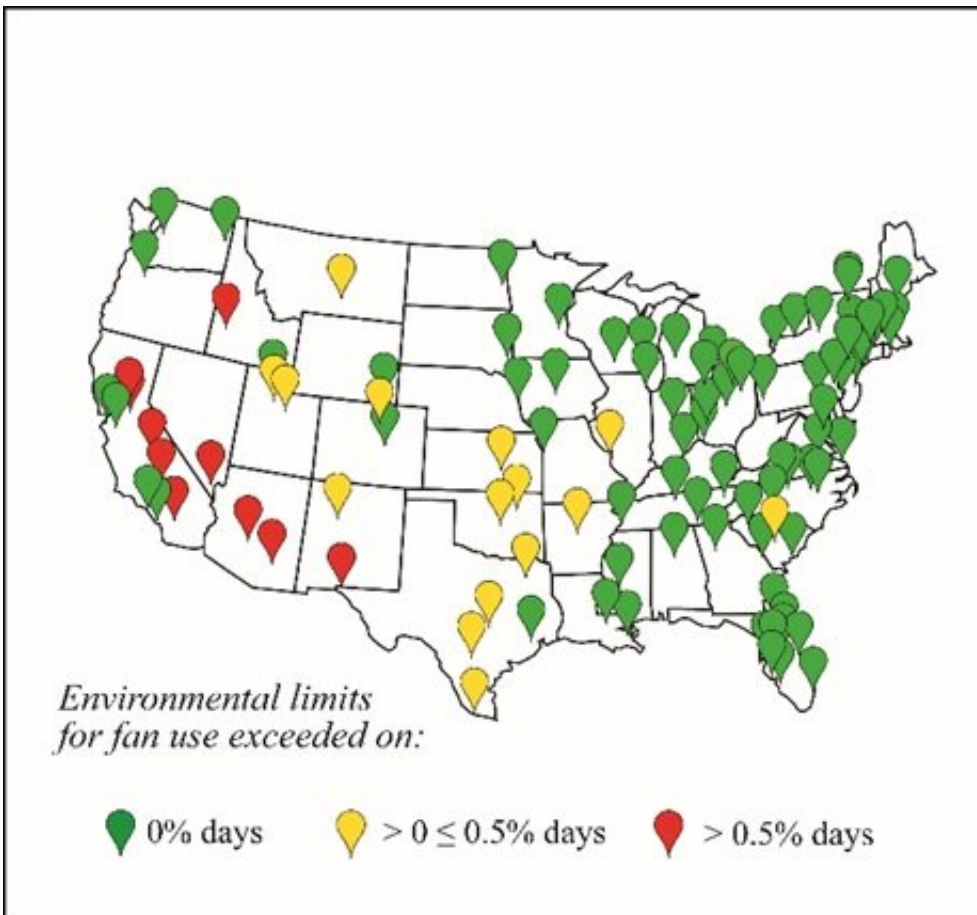 Environmental limits
for fan use exceeded on:
0% days > 0 ≤ 0.5% days > 0.5% days